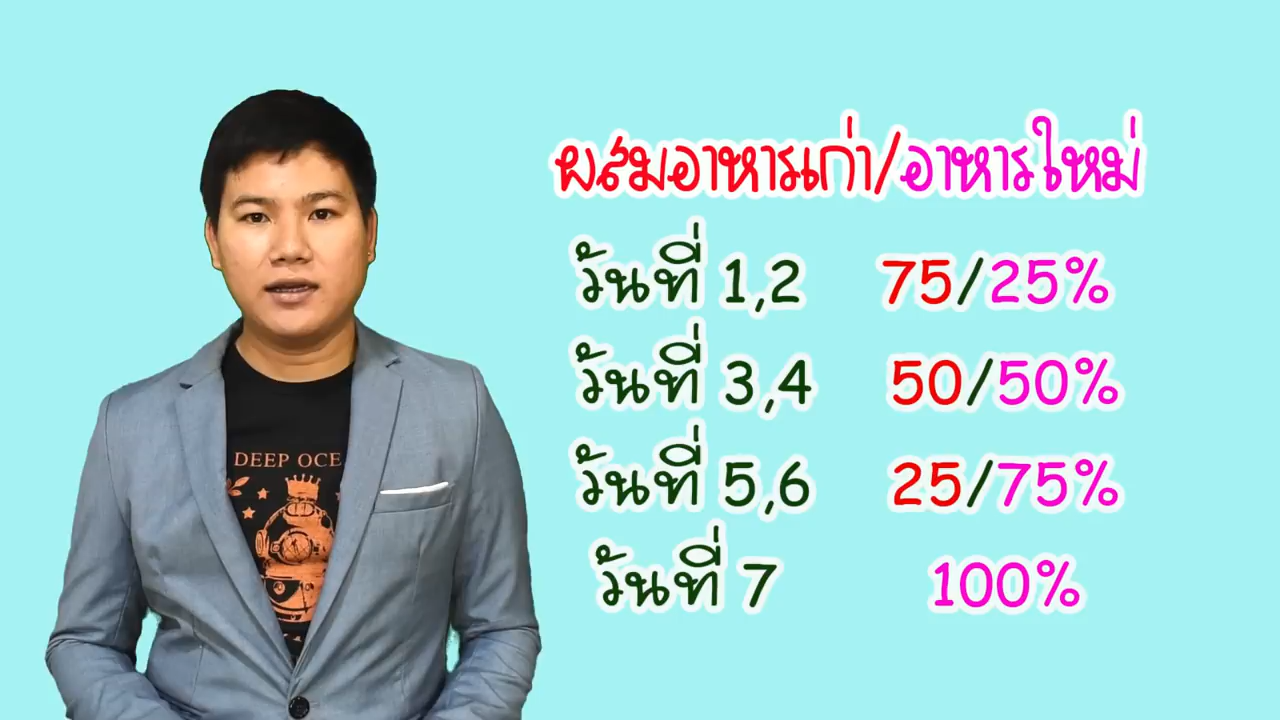 ผสมอาหารเก่า/อาหารใหม่
วันที่ 1,2 75/25%
วันที่ 3,4 50/50%
วันที่ 5,6 25/75%
วันที่ 7 100%
DEEP OCE